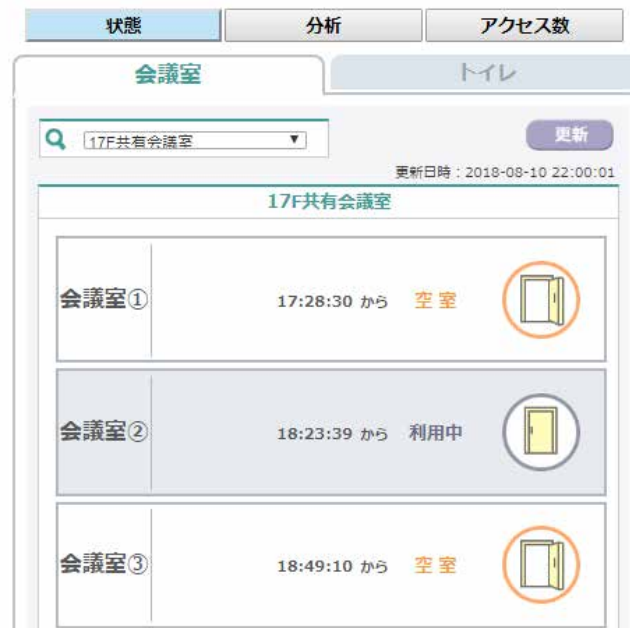 状態 分析 アクセス数
会議室 トイレ
17F共有会議室 ▼ 更新
更新日時：2018-08-10 22:00:01
17F共有会議室
会議室① 17:28:30 から 空室
会議室② 18:23:39 から 利用中
会議室③ 18:49:10 から 空室